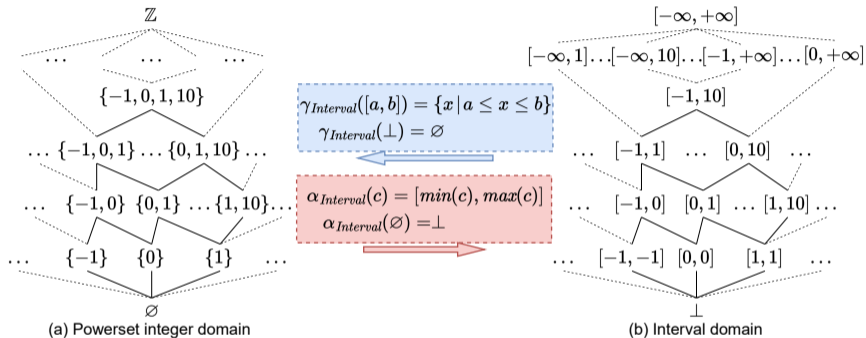 ℤ
… … …
{−1, 0, 1, 10}
… {−1, 0, 1} … {0, 1, 10} …
… {−1, 0} {0, 1} … {1, 10} …
… {−1} {0} {1} …
∅
(a) Powerset integer domain
γ_Interval([a, b]) = {x | a ≤ x ≤ b}
γ_Interval(⊥) = ∅
α_Interval(c) = [min(c), max(c)]
α_Interval(∅) =⊥
[−∞, +∞]
[−∞, 1]…[−∞, 10]…[−1, +∞]…[0, +∞]
[−1, 10]
… [−1, 1] … [0, 10] …
… [−1, 0] [0, 1] … [1, 10] …
… [−1, −1] [0, 0] [1, 1] …
⊥
(b) Interval domain